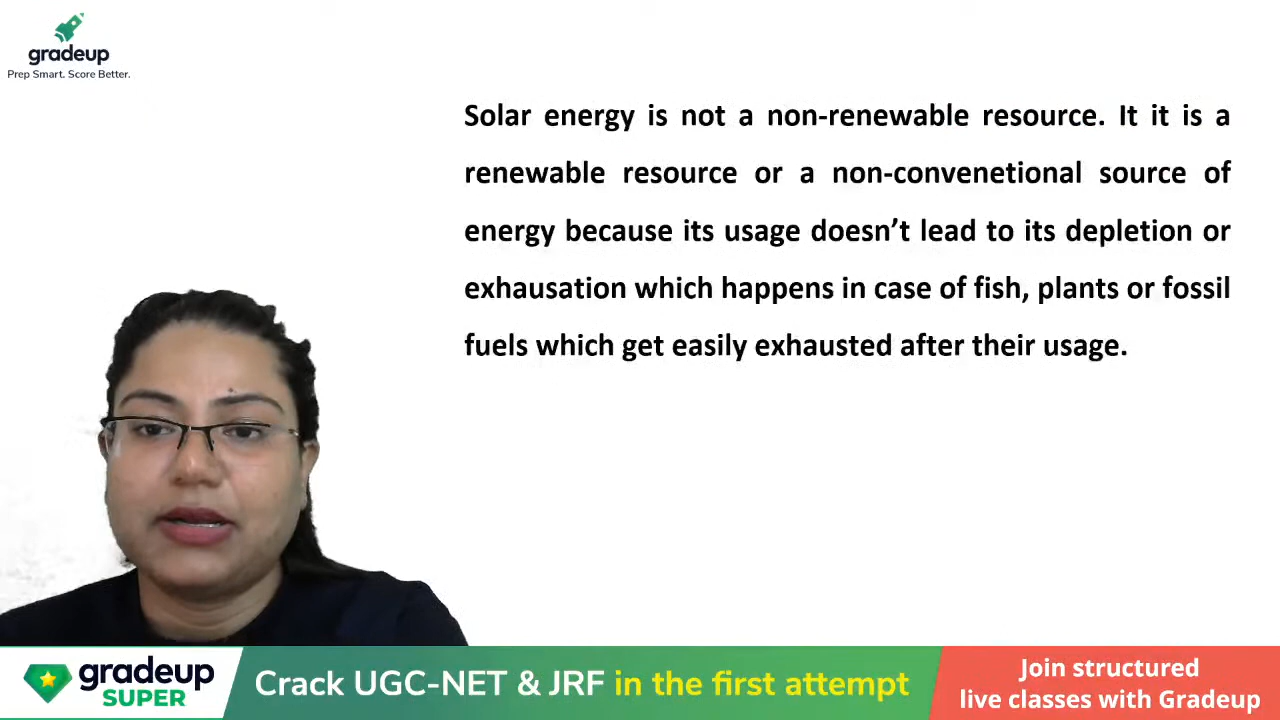 gradeup
Prep Smart. Score Better.
Solar energy is not a non-renewable resource. It it is a
renewable resource or a non-convenetional source of
energy because its usage doesn’t lead to its depletion or
exhausation which happens in case of fish, plants or fossil
fuels which get easily exhausted after their usage.
gradeup
SUPER
Crack UGC-NET & JRF in the first attempt
Join structured
live classes with Gradeup